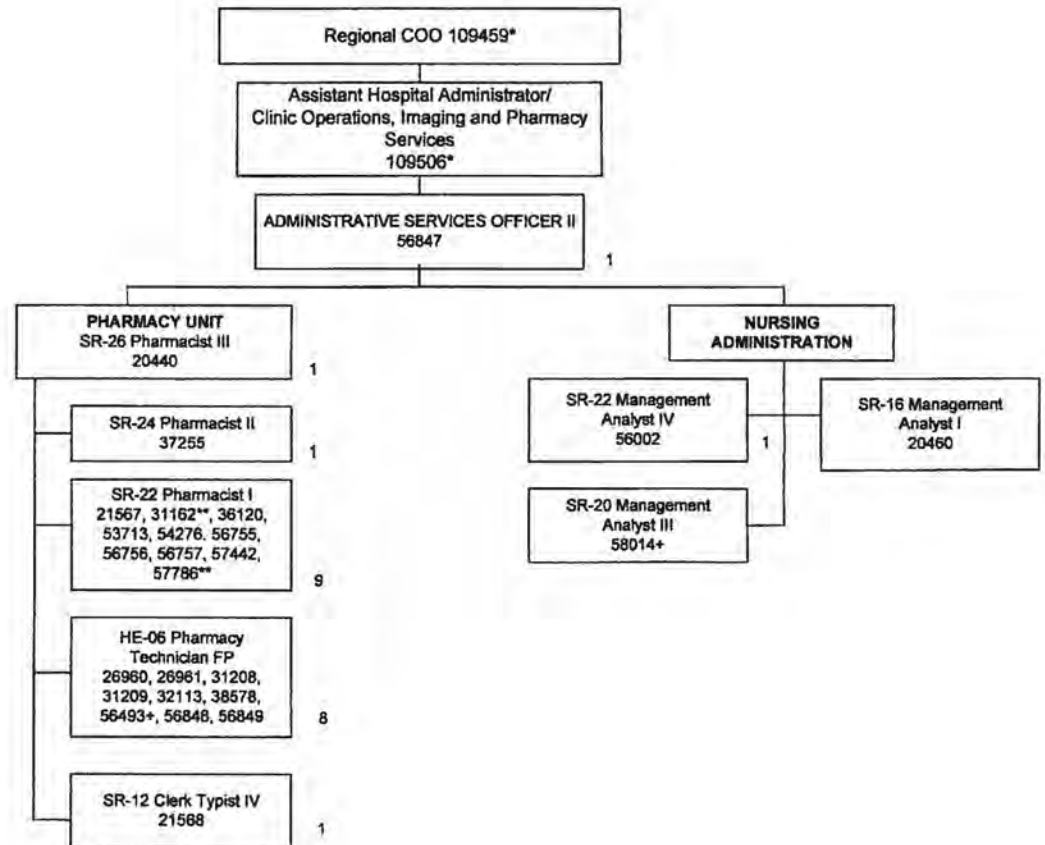 Regional COO 109459*
Assistant Hospital Administrator/
Clinic Operations, Imaging and Pharmacy
Services
109506*
ADMINISTRATIVE SERVICES OFFICER II
56847
1
PHARMACY UNIT
SR-26 Pharmacist III
20440
1
SR-24 Pharmacist II
37255
1
SR-22 Pharmacist I
21567, 31162**, 36120,
53713, 54276. 56755,
56756, 56757, 57442,
57786**
9
HE-06 Pharmacy
Technician FP
26960, 26961, 31208,
31209, 32113, 38578,
56493+, 56848, 56849
8
SR-12 Clerk Typist IV
21568
1
NURSING
ADMINISTRATION
SR-22 Management
Analyst IV
56002
1
SR-16 Management
Analyst I
20460
SR-20 Management
Analyst III
58014+